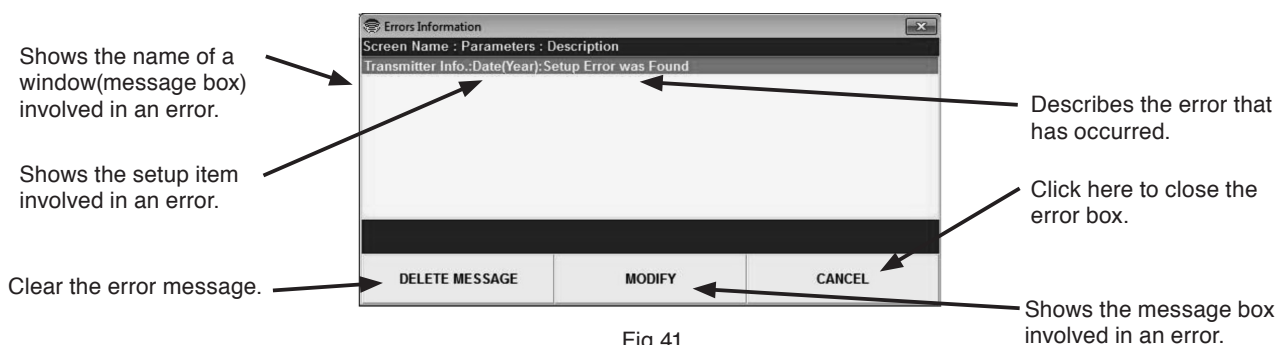 Errors Information
Screen Name : Parameters : Description
Transmitter Info.:Date(Year):Setup Error was Found
Shows the name of a
window(message box)
involved in an error.
Shows the setup item
involved in an error.
Describes the error that
has occurred.
Click here to close the
error box.
Clear the error message.
DELETE MESSAGE
MODIFY
CANCEL
Shows the message box
involved in an error.
Fig 41